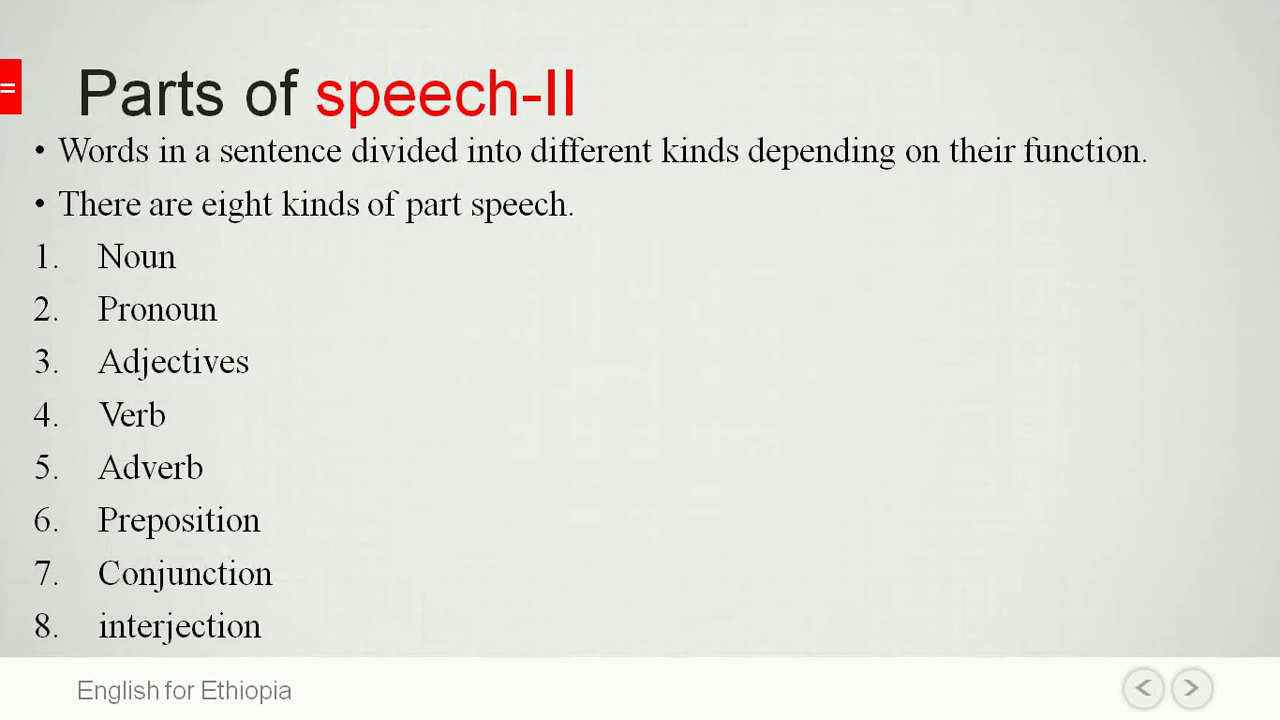 Parts of speech-II
• Words in a sentence divided into different kinds depending on their function.
• There are eight kinds of part speech.
1. Noun
2. Pronoun
3. Adjectives
4. Verb
5. Adverb
6. Preposition
7. Conjunction
8. interjection
English for Ethiopia